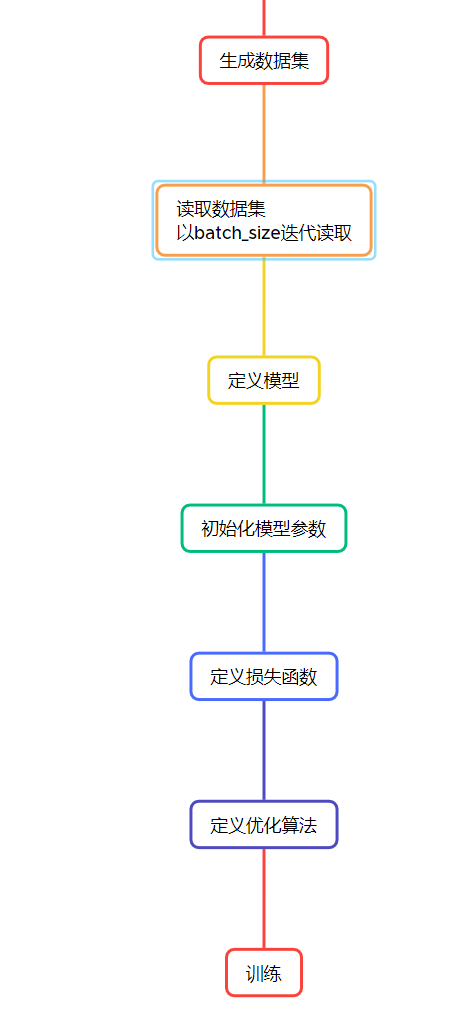 生成数据集
读取数据集
以batch_size迭代读取
定义模型
初始化模型参数
定义损失函数
定义优化算法
训练